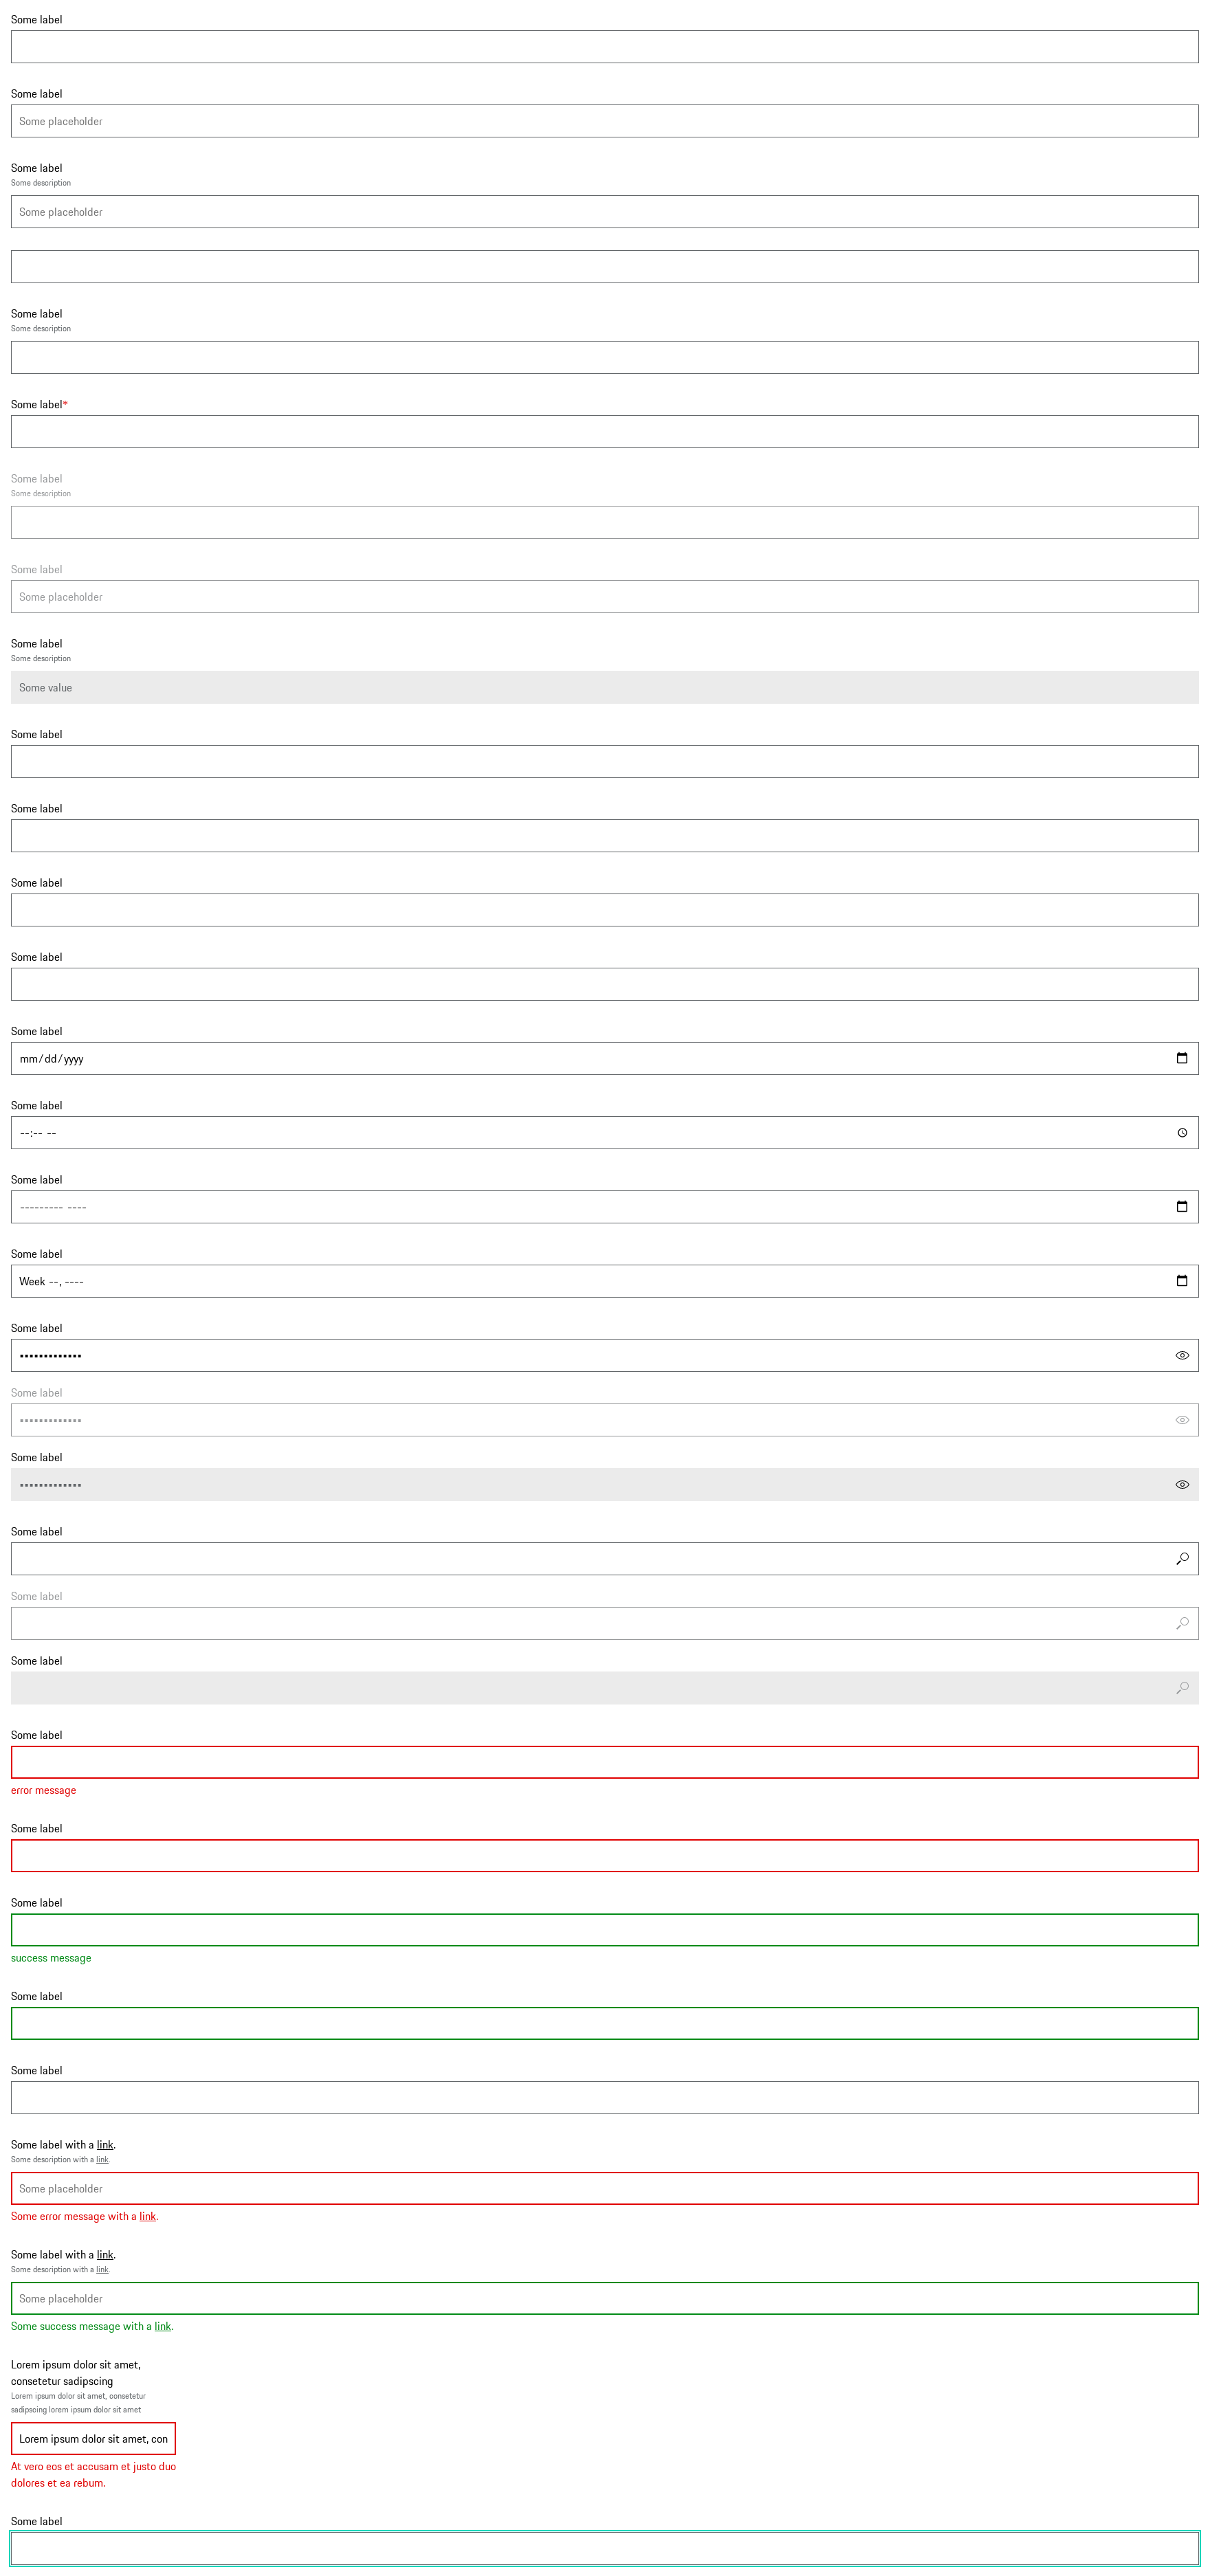 Some label
Some label
Some placeholder
Some label
Some description
Some placeholder
Some label
Some description
Some label*
Some label
Some description
Some label
Some placeholder
Some label
Some description
Some value
Some label
Some label
Some label
Some label
Some label
mm/dd/yyyy
Some label
--:-- --
Some label
--------- ----
Some label
Week --, ----
Some label
•••••••••••••
Some label
•••••••••••••
Some label
•••••••••••••
Some label
Some label
Some label
Some label
error message
Some label
Some label
success message
Some label
Some label
Some label with a link.
Some description with a link.
Some placeholder
Some error message with a link.
Some label with a link.
Some description with a link.
Some placeholder
Some success message with a link.
Lorem ipsum dolor sit amet,
consetetur sadipscing
Lorem ipsum dolor sit amet, consetetur
sadipscing lorem ipsum dolor sit amet
Lorem ipsum dolor sit amet, con
At vero eos et accusam et justo duo
dolores et ea rebum.
Some label